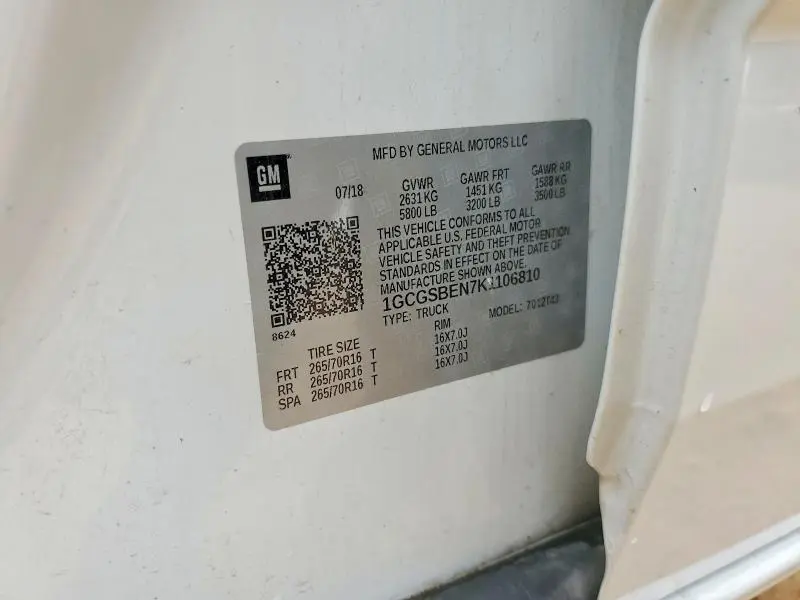 GM
MFD BY GENERAL MOTORS LLC
07/18
GVWR GAWR FRT GAWR RR
2631 KG 1451 KG 1588 KG
5800 LB 3200 LB 3500 LB
THIS VEHICLE CONFORMS TO ALL
APPLICABLE U.S. FEDERAL MOTOR
VEHICLE SAFETY AND THEFT PREVENTION
STANDARDS IN EFFECT ON THE DATE OF
MANUFACTURE SHOWN ABOVE.
1GCGSBEN7K1106810
TYPE: TRUCK MODEL:
8624
TIRE SIZE RIM
FRT 265/70R16 T 16X7.0J
RR 265/70R16 T 16X7.0J
SPA 265/70R16 T 16X7.0J